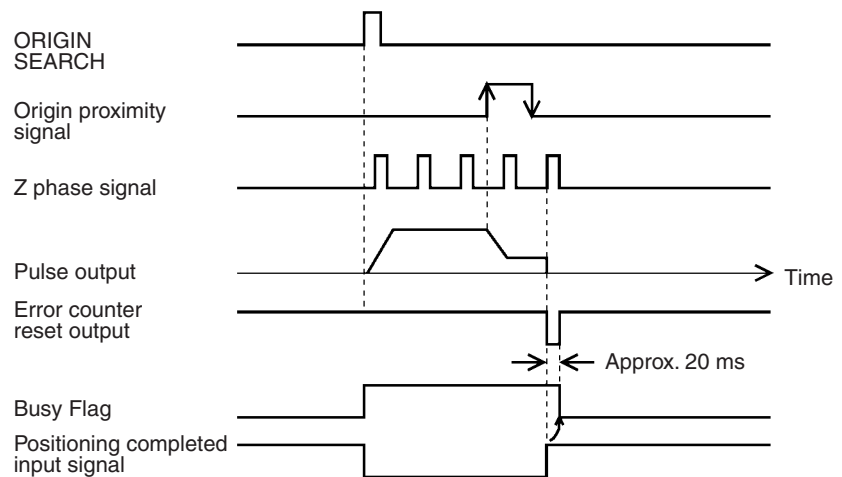 ORIGIN
SEARCH
Origin proximity
signal
Z phase signal
Pulse output
Time
Error counter
reset output
Approx. 20 ms
Busy Flag
Positioning completed
input signal